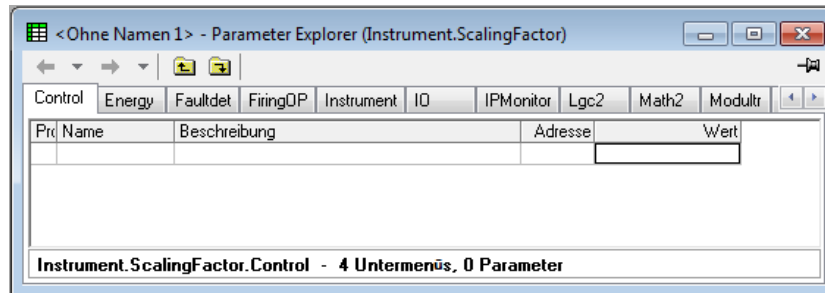 <Ohne Namen 1> - Parameter Explorer (Instrument.ScalingFactor)
Control Energy Faultdet FiringOP Instrument IO IPMonitor Lgc2 Math2 Modultr
Pro Name Beschreibung Adresse Wert
Instrument.ScalingFactor.Control - 4 Untermenüs, 0 Parameter